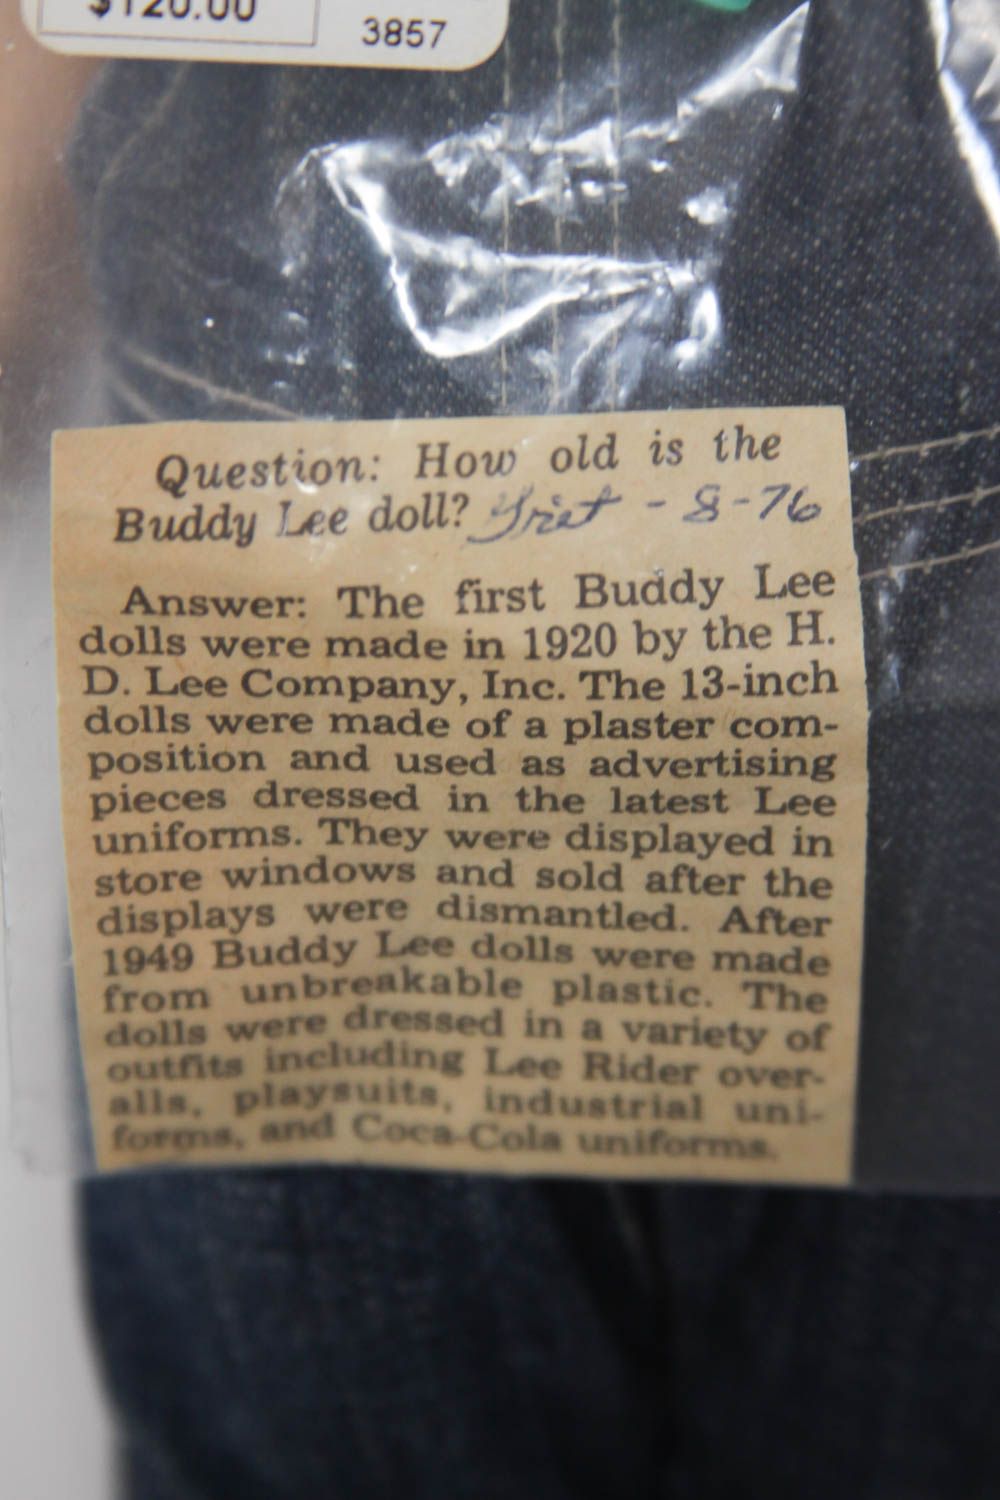 $120.00
3857
Question: How old is the
Buddy Lee doll? - 8-76
Answer: The first Buddy Lee
dolls were made in 1920 by the H.
D. Lee Company, Inc. The 13-inch
dolls were made of a plaster com-
position and used as advertising
pieces dressed in the latest Lee
uniforms. They were displayed in
store windows and sold after the
displays were dismantled. After
1949 Buddy Lee dolls were made
from unbreakable plastic. The
dolls were dressed in a variety of
outfits including Lee Rider over-
alls, playsuits, industrial uni-
forms, and Coca-Cola uniforms.